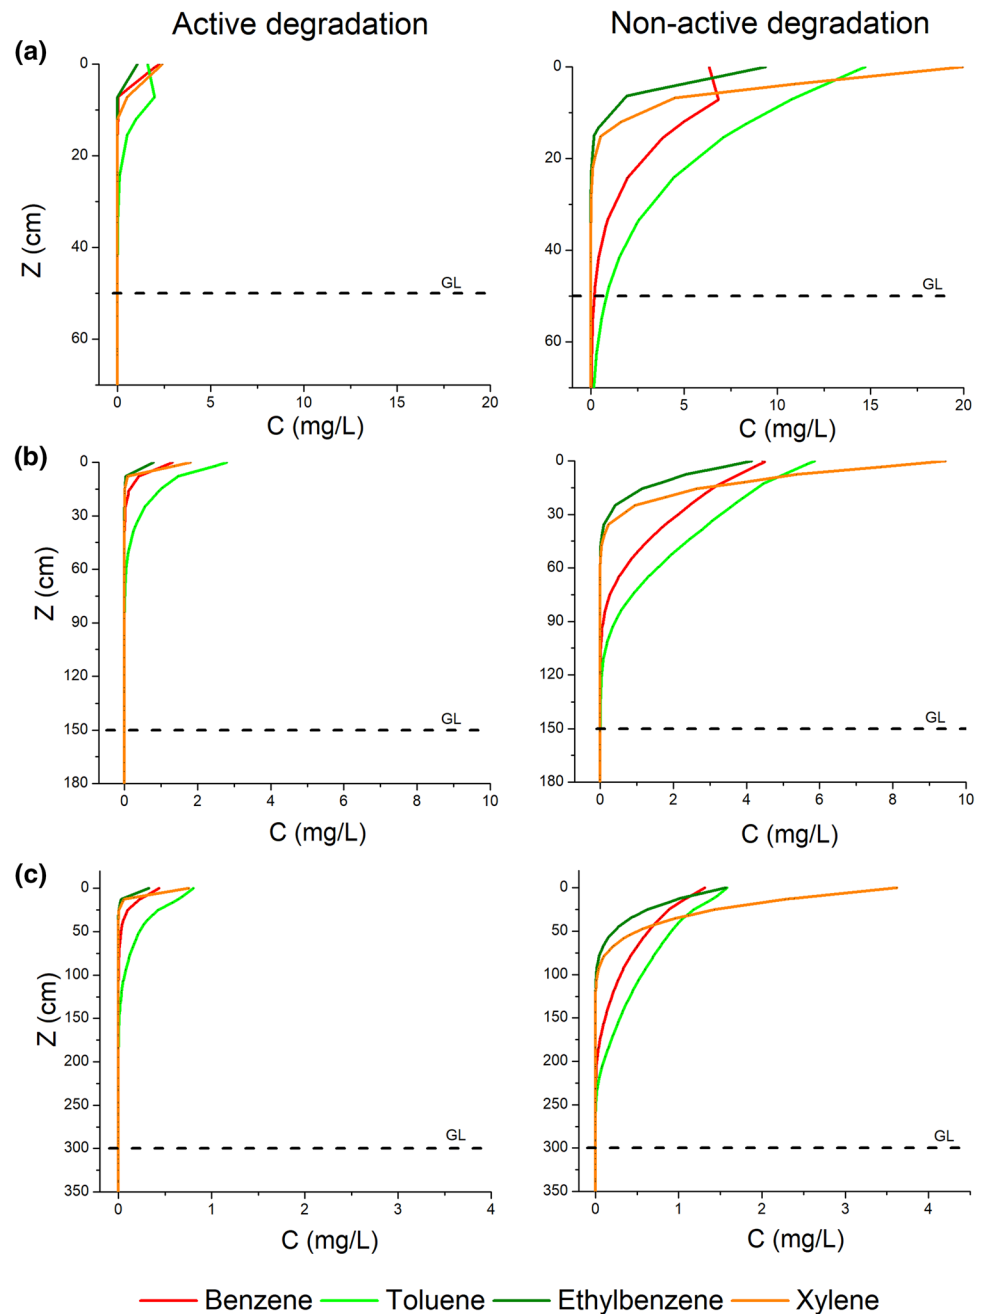 Active degradation
Non-active degradation
(a)
0
20
40
60
Z (cm)
GL
0 5 10 15 20
C (mg/L)
0
20
40
60
GL
0 5 10 15 20
C (mg/L)
(b)
0
30
60
90
120
150
180
Z (cm)
GL
0 2 4 6 8 10
C (mg/L)
0
30
60
90
120
150
180
GL
0 2 4 6 8 10
C (mg/L)
(c)
0
50
100
150
200
250
300
350
Z (cm)
GL
0 1 2 3 4
C (mg/L)
0
50
100
150
200
250
300
350
GL
0 1 2 3 4
C (mg/L)
Benzene Toluene Ethylbenzene Xylene